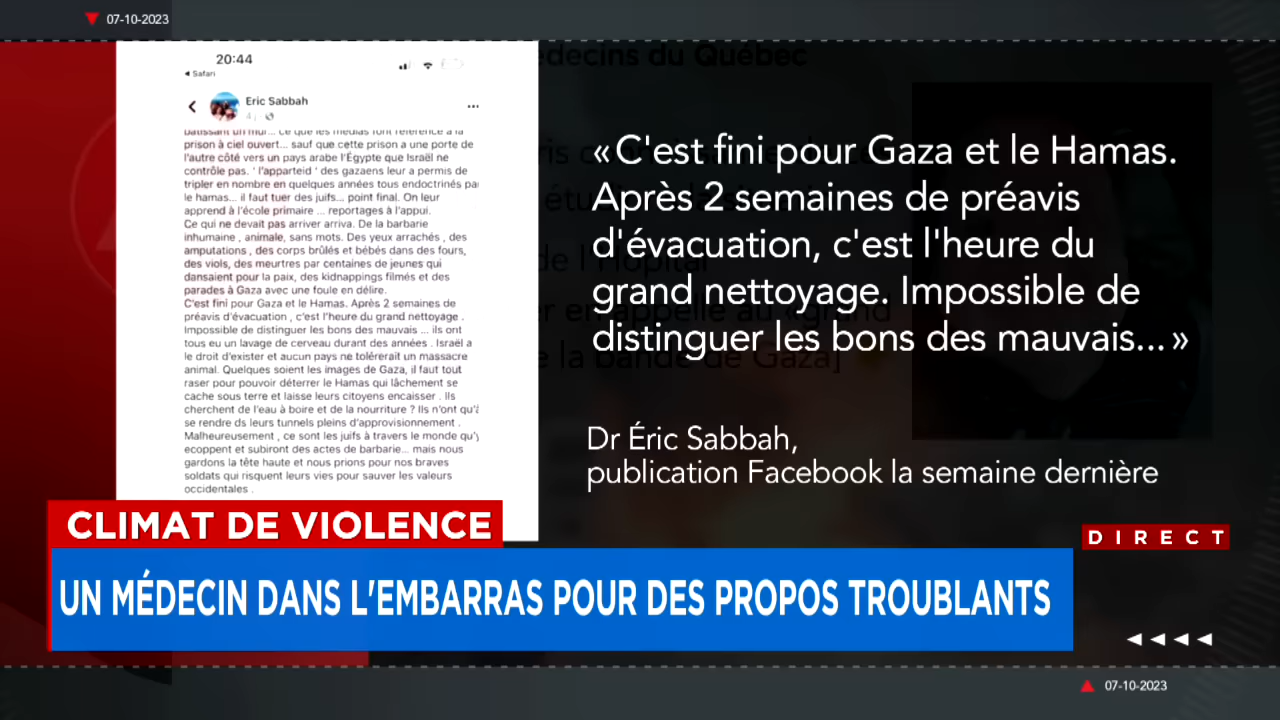 07-10-2023
20:44
Safari
Eric Sabbah
4j
bâtissant un mur... ce que les médias font référence à la
prison à ciel ouvert... sauf que cette prison a une porte de
l'autre côté vers un pays arabe l'Égypte que Israël ne
contrôle pas. ' l'apparteid ' des gazaens leur a permis de
tripler en nombre en quelques années tous endoctrinés pa
le hamas... il faut tuer des juifs... point final. On leur
apprend à l'école primaire ... reportages à l'appui.
Ce qui ne devait pas arriver arriva. De la barbarie
inhumaine , animale, sans mots. Des yeux arrachés , des
amputations , des corps brûlés et bébés dans des fours,
des viols, des meurtres par centaines de jeunes qui
dansaient pour la paix, des kidnappings filmés et des
parades à Gaza avec une foule en délire.
C'est fini pour Gaza et le Hamas. Après 2 semaines de
préavis d'évacuation , c'est l'heure du grand nettoyage .
Impossible de distinguer les bons des mauvais ... ils ont
tous eu un lavage de cerveau durant des années . Israël a
le droit d'exister et aucun pays ne tolérerait un massacre
animal. Quelques soient les images de Gaza, il faut tout
raser pour pouvoir déterrer le Hamas qui lâchement se
cache sous terre et laisse leurs citoyens encaisser . Ils
cherchent de l'eau à boire et de la nourriture ? Ils n'ont qu'à
se rendre ds leurs tunnels pleins d'approvisionnement .
Malheureusement , ce sont les juifs à travers le monde qu'y
ecoppent et subiront des actes de barbarie... mais nous
gardons la tête haute et nous prions pour nos braves
soldats qui risquent leurs vies pour sauver les valeurs
occidentales .
édecins du Québec
« C'est fini pour Gaza et le Hamas.
Après 2 semaines de préavis
d'évacuation, c'est l'heure du
grand nettoyage. Impossible de
distinguer les bons des mauvais... »
de l'Hôpital
la bande de Gaza]
Dr Éric Sabbah,
publication Facebook la semaine dernière
CLIMAT DE VIOLENCE
DIRECT
UN MÉDECIN DANS L'EMBARRAS POUR DES PROPOS TROUBLANTS
07-10-2023